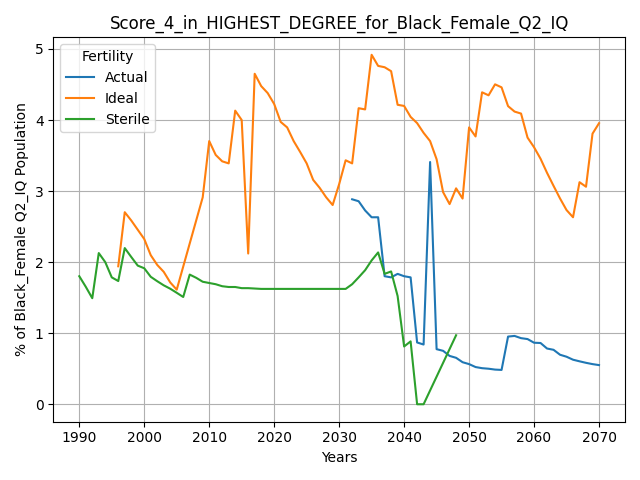 Score_4_in_HIGHEST_DEGREE_for_Black_Female_Q2_IQ
% of Black_Female Q2_IQ Population
5
4
3
2
1
0
Fertility
Actual
Ideal
Sterile
1990 2000 2010 2020 2030 2040 2050 2060 2070
Years